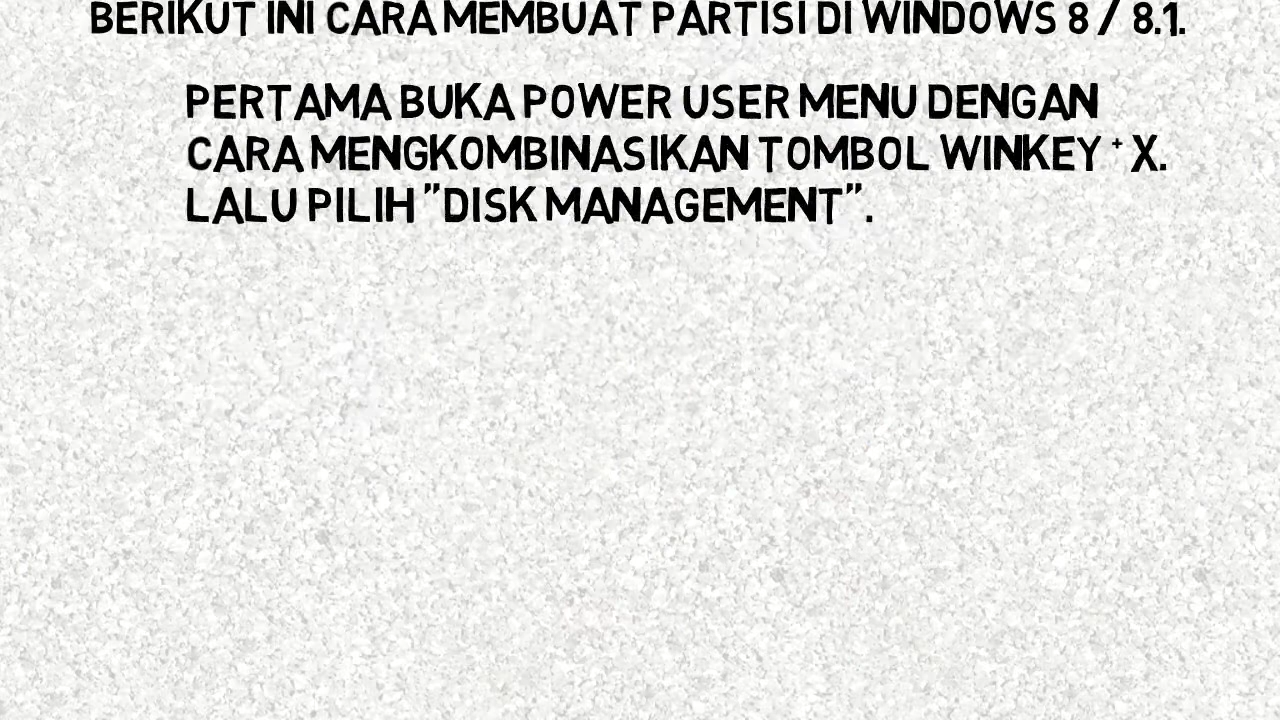 BERIKUT INI CARA MEMBUAT PARTISI DI WINDOWS 8 / 8.1.
PERTAMA BUKA POWER USER MENU DENGAN
CARA MENGKOMBINASIKAN TOMBOL WINKEY + X.
LALU PILIH "DISK MANAGEMENT".